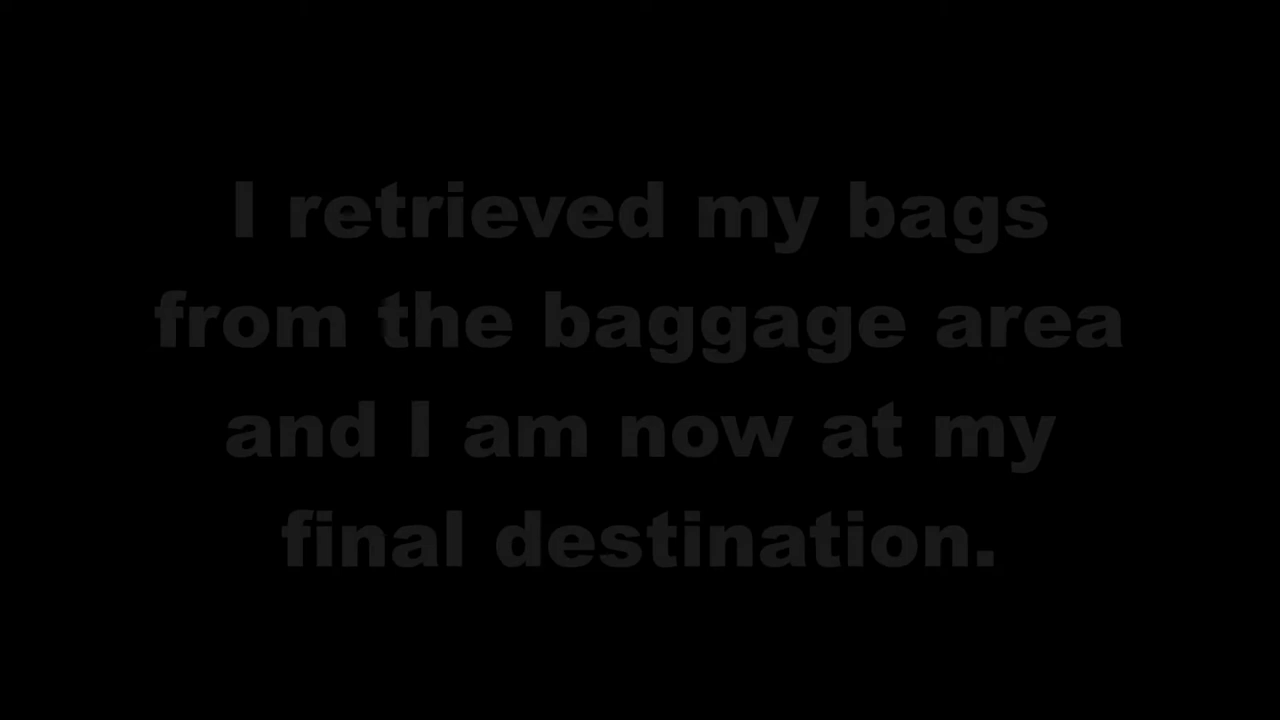 I retrieved my bags
from the baggage area
and I am now at my
final destination.